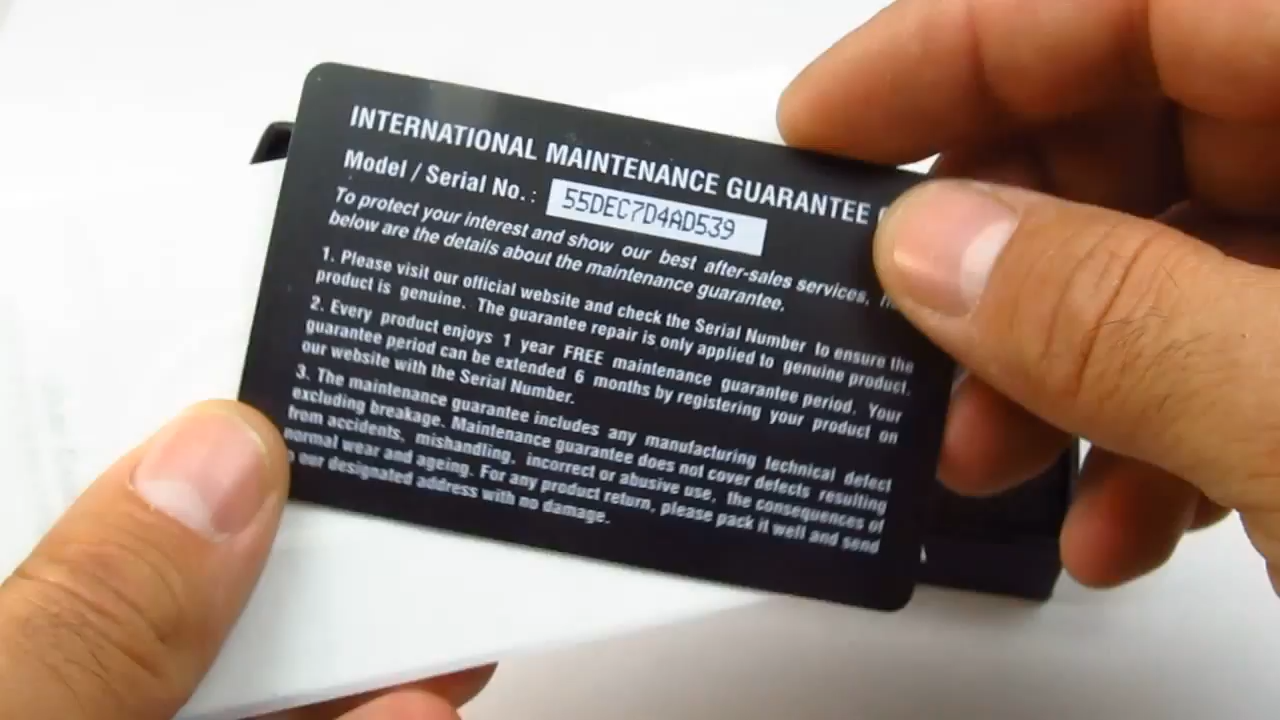 INTERNATIONAL MAINTENANCE GUARANTEE
Model / Serial No. : 55DEC7D4AD539
To protect your interest and show our best after-sales services,
below are the details about the maintenance guarantee.
1. Please visit our official website and check the Serial Number to ensure the
product is genuine. The guarantee repair is only applied to genuine product.
2. Every product enjoys 1 year FREE maintenance guarantee period. Your
guarantee period can be extended 6 months by registering your product on
our website with the Serial Number.
3. The maintenance guarantee includes any manufacturing technical defect
excluding breakage. Maintenance guarantee does not cover defects resulting
from accidents, mishandling, incorrect or abusive use, the consequences of
normal wear and ageing. For any product return, please pack it well and send
our designated address with no damage.